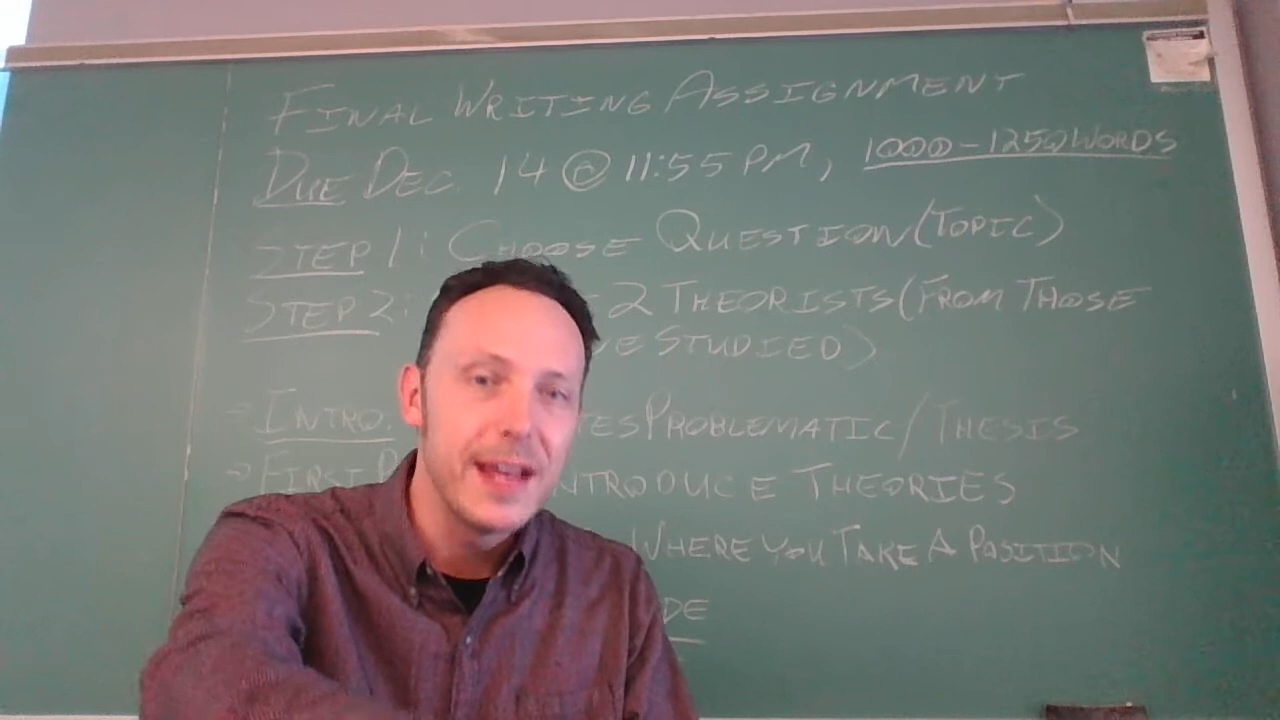 FINAL WRITING ASSIGNMENT
DUE DEC. 14 @ 11:55 PM, 1000-1250 WORDS
STEP 1: CHOOSE QUESTION (TOPIC)
STEP 2: 2 THEORISTS (FROM THOSE
STUDIED)
→ INTRO. PROBLEMATIC/THESIS
→ FIRST INTRODUCE THEORIES
WHERE YOU TAKE A POSITION